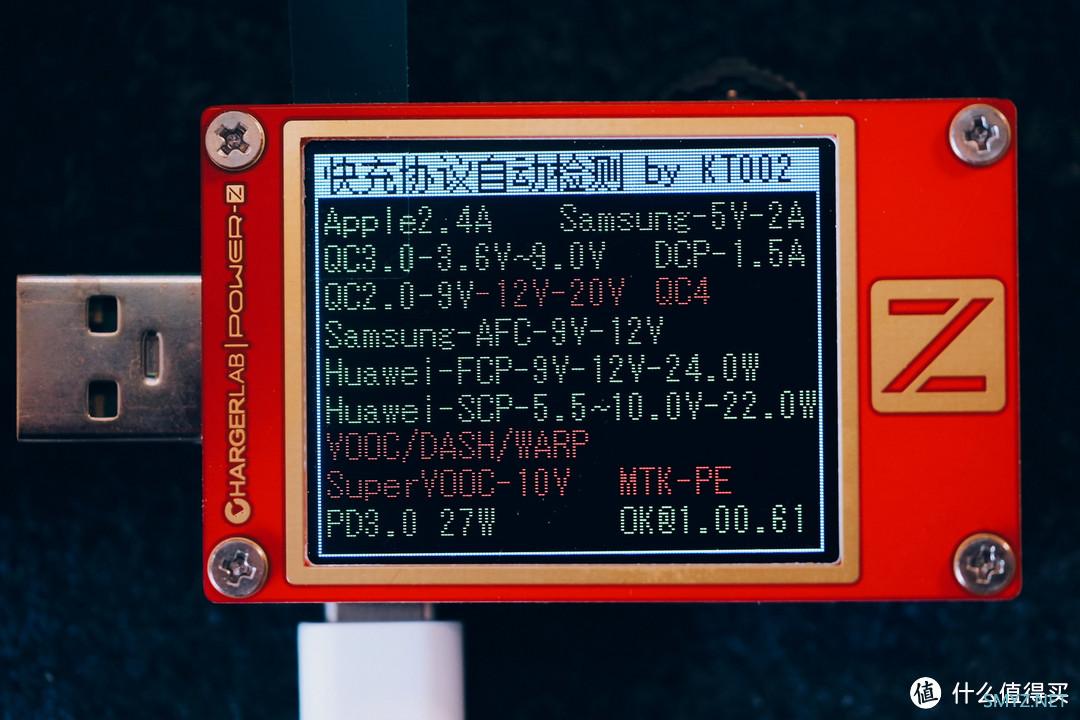 快充协议自动检测 by KT002
Apple2.4A Samsung-5V-2A
QC3.0-3.6V~9.0V DCP-1.5A
QC2.0-9V-12V-20V QC4
Samsung-AFC-9V-12V
Huawei-FCP-9V-12V-24.0W
Huawei-SCP-5.5~10.0V-22.0W
VOOC/DASH/WARP
SuperVOOC-10V MTK-PE
PD3.0 27W OK@1.00.61
CHARGERLAB | POWER-Z
Z
值 什么值得买
SMYZ.NET